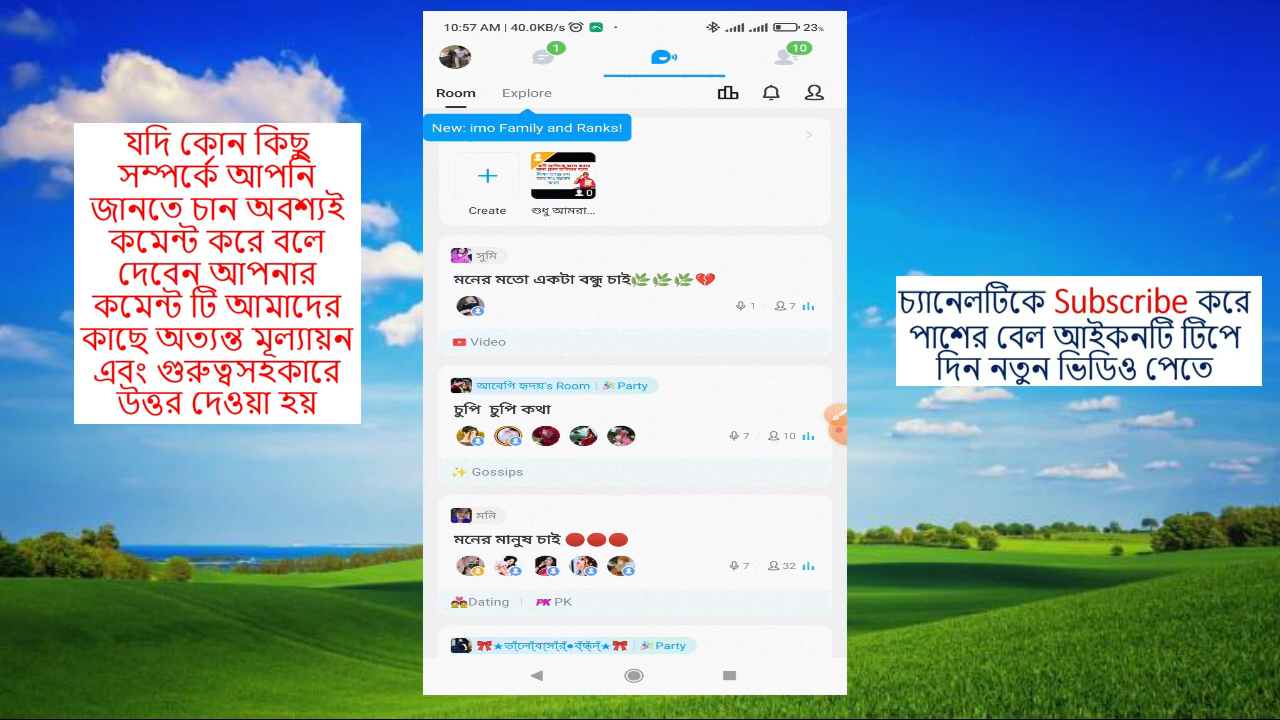 যদি কোন কিছু
সম্পর্কে আপনি
জানতে চান অবশ্যই
কমেন্ট করে বলে
দেবেন আপনার
কমেন্ট টি আমাদের
কাছে অত্যন্ত মূল্যায়ন
এবং গুরুত্বসহকারে
উত্তর দেওয়া হয়
10:57 AM | 40.0KB/s
23%
1
10
Room
Explore
New: imo Family and Ranks!
0
Create
শুধু আমরা...
সুমি
মনের মতো একটা বন্ধু চাই🌿🌿🌿💔
1 / 7
Video
আবেগি হৃদয়'s Room | 🎉 Party
চুপি চুপি কথা
7 / 10
✨ Gossips
মনি
মনের মানুষ চাই 🔴🔴🔴
7 / 32
💑Dating | PK PK
Party
চ্যানেলটিকে Subscribe করে
পাশের বেল আইকনটি টিপে
দিন নতুন ভিডিও পেতে